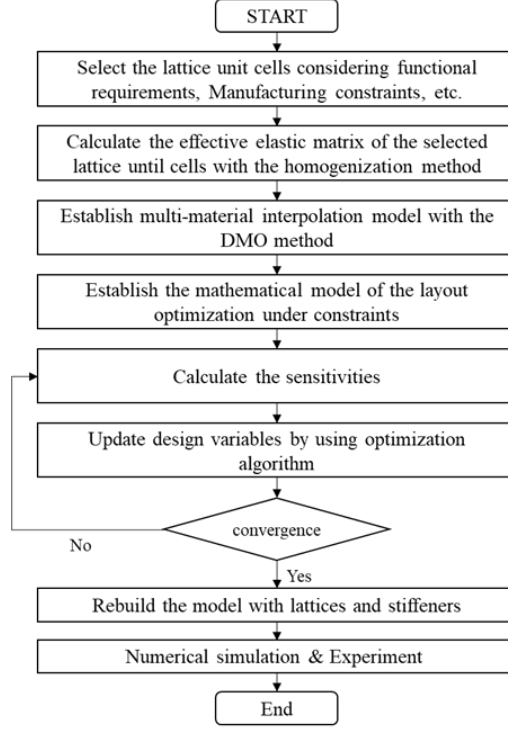 START
Select the lattice unit cells considering functional
requirements, Manufacturing constraints, etc.
Calculate the effective elastic matrix of the selected
lattice until cells with the homogenization method
Establish multi-material interpolation model with the
DMO method
Establish the mathematical model of the layout
optimization under constraints
Calculate the sensitivities
Update design variables by using optimization
algorithm
convergence
No
Yes
Rebuild the model with lattices and stiffeners
Numerical simulation & Experiment
End